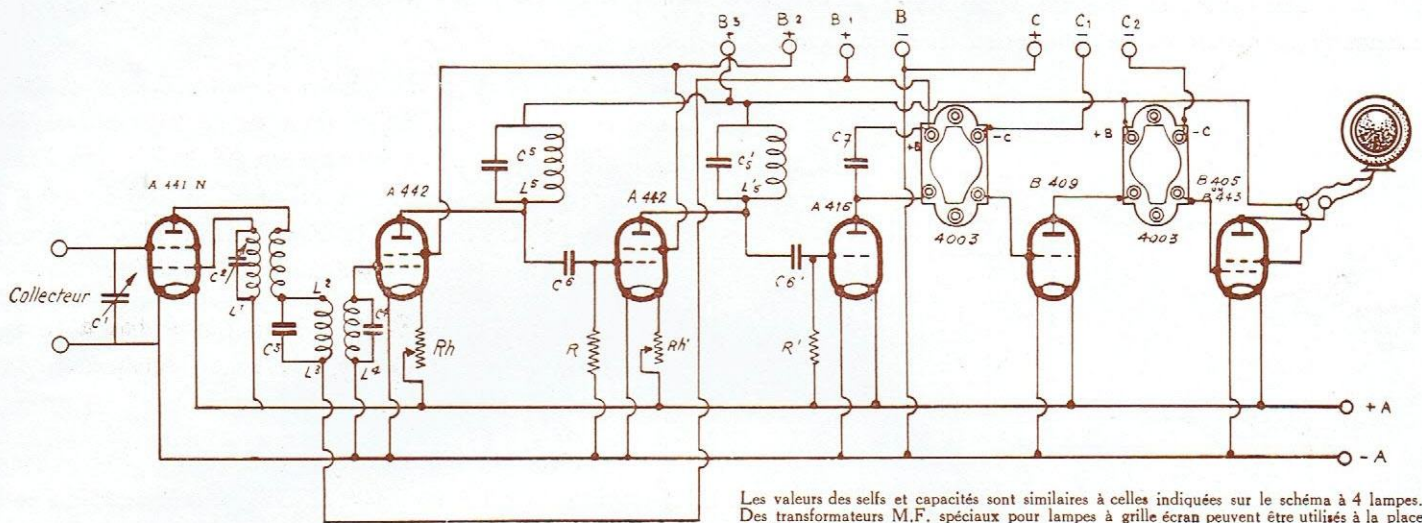 B3 B2 B1 B C C1 C2
+ + + - + - -
A 441 N
Collecteur
C1
C2
L1
L2
C3
L3
C4
L4
A 442
Rh
C5
L5
C6
R
A 442
Rh'
C5'
L'5
C6'
R'
C7
A 416
+B
-C
4003
B 409
+B
-C
4003
B 405
ou
B 443
+ A
- A
Les valeurs des selfs et capacités sont similaires à celles indiquées sur le schéma à 4 lampes.
Des transformateurs M.F. spéciaux pour lampes à grille écran peuvent être utilisés à la place